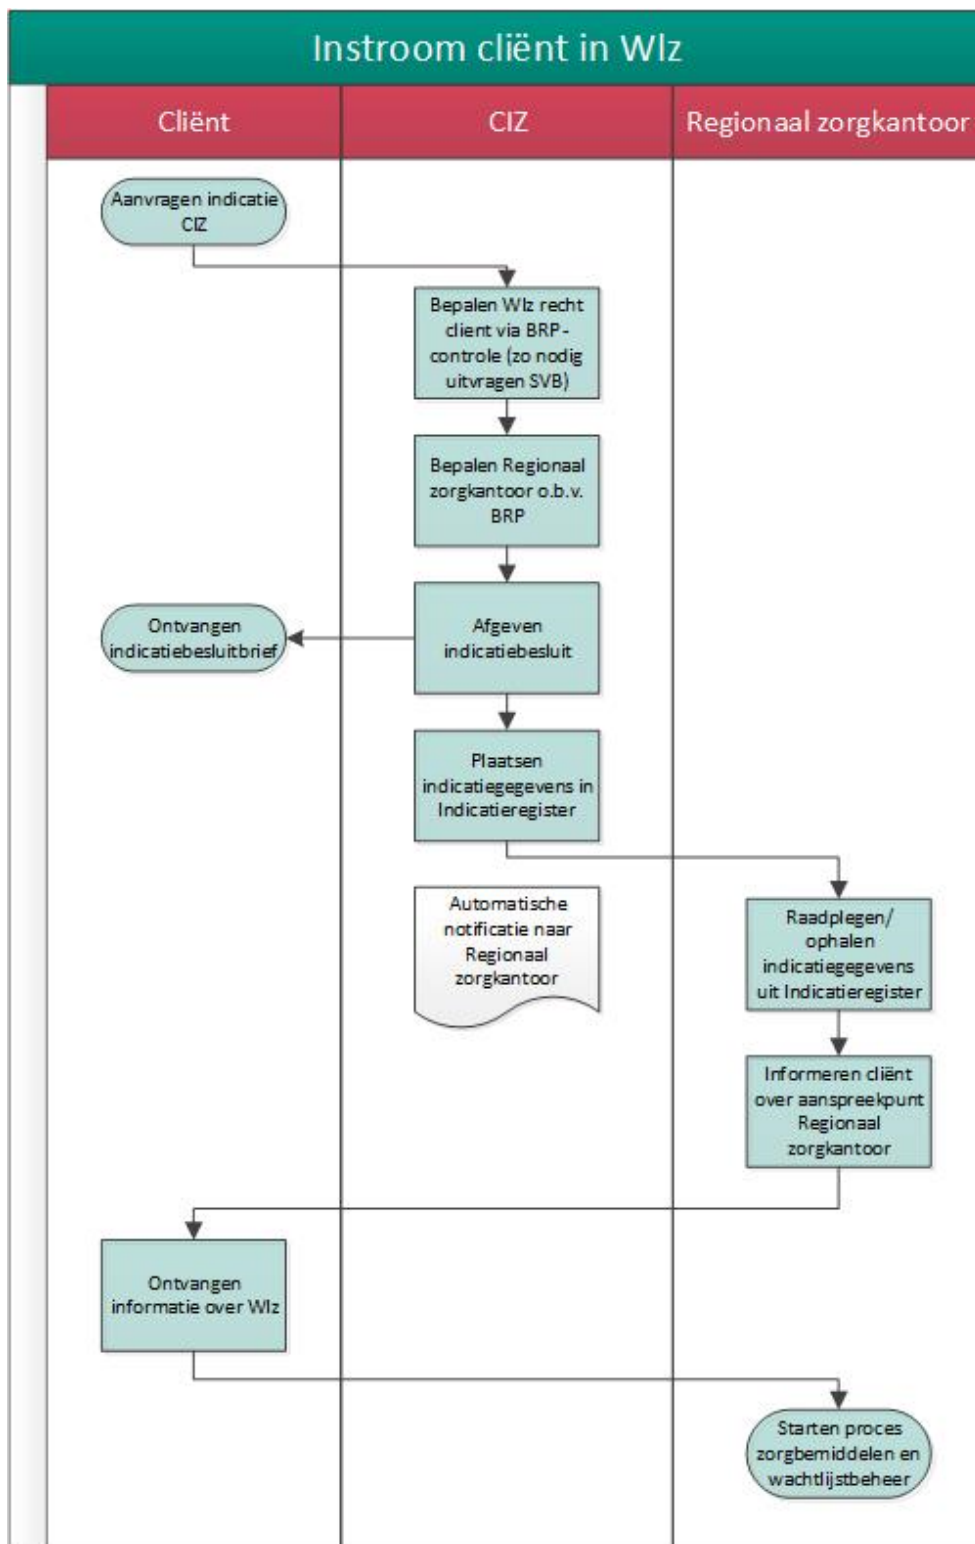 Instroom cliënt in Wlz
Cliënt
CIZ
Regionaal zorgkantoor
Aanvragen indicatie
CIZ
Bepalen Wlz recht
client via BRP-
controle (zo nodig
uitvragen SVB)
Bepalen Regionaal
zorgkantoor o.b.v.
BRP
Afgeven
indicatiebesluit
Ontvangen
indicatiebesluitbrief
Plaatsen
indicatiegegevens in
Indicatieregister
Automatische
notificatie naar
Regionaal
zorgkantoor
Raadplegen/
ophalen
indicatiegegevens
uit Indicatieregister
Informeren cliënt
over aanspreekpunt
Regionaal
zorgkantoor
Ontvangen
informatie over Wlz
Starten proces
zorgbemiddelen en
wachtlijstbeheer